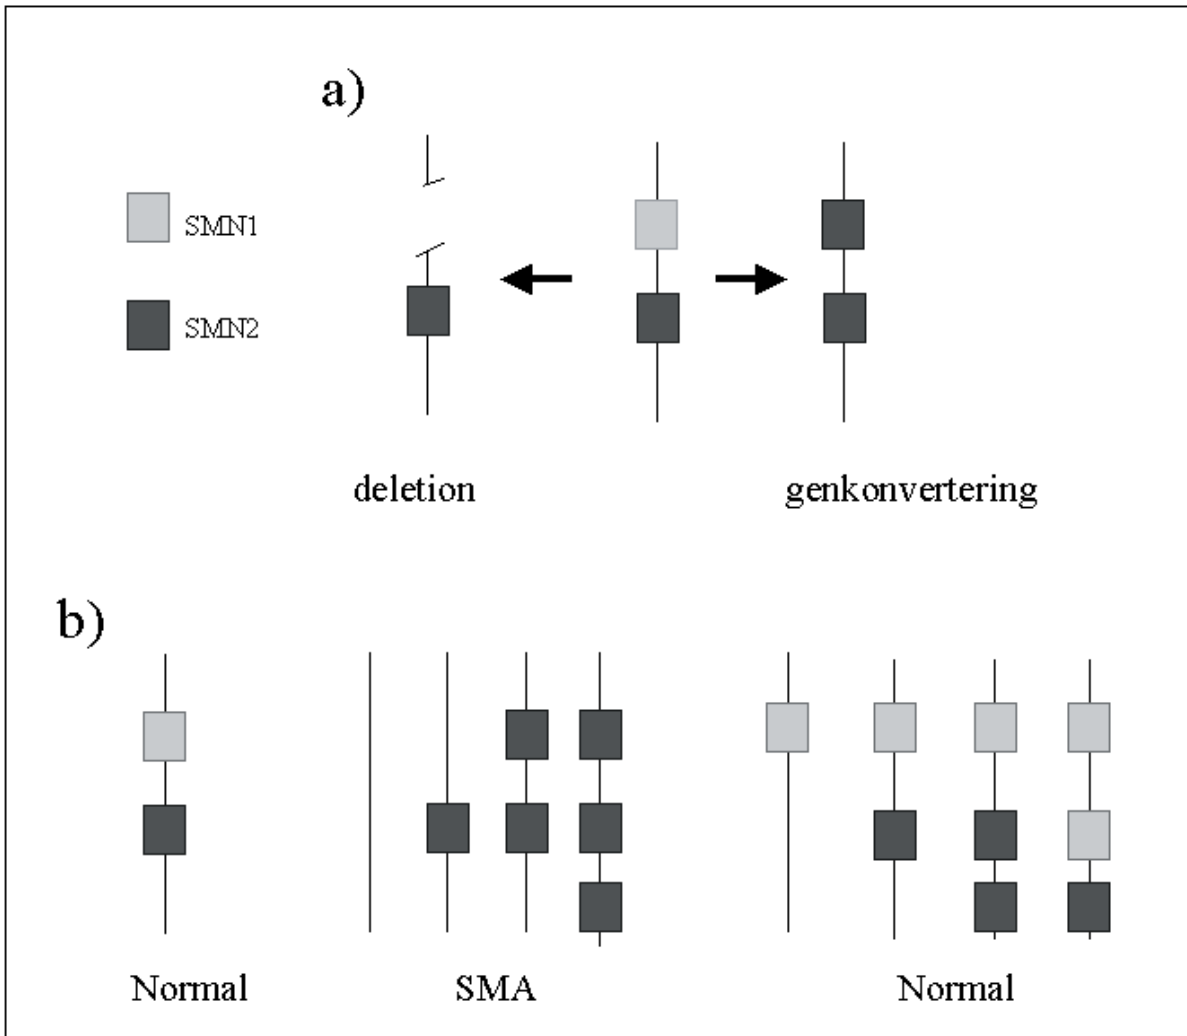 a)
SMN1
SMN2
deletion
genkonvertering
b)
Normal
SMA
Normal